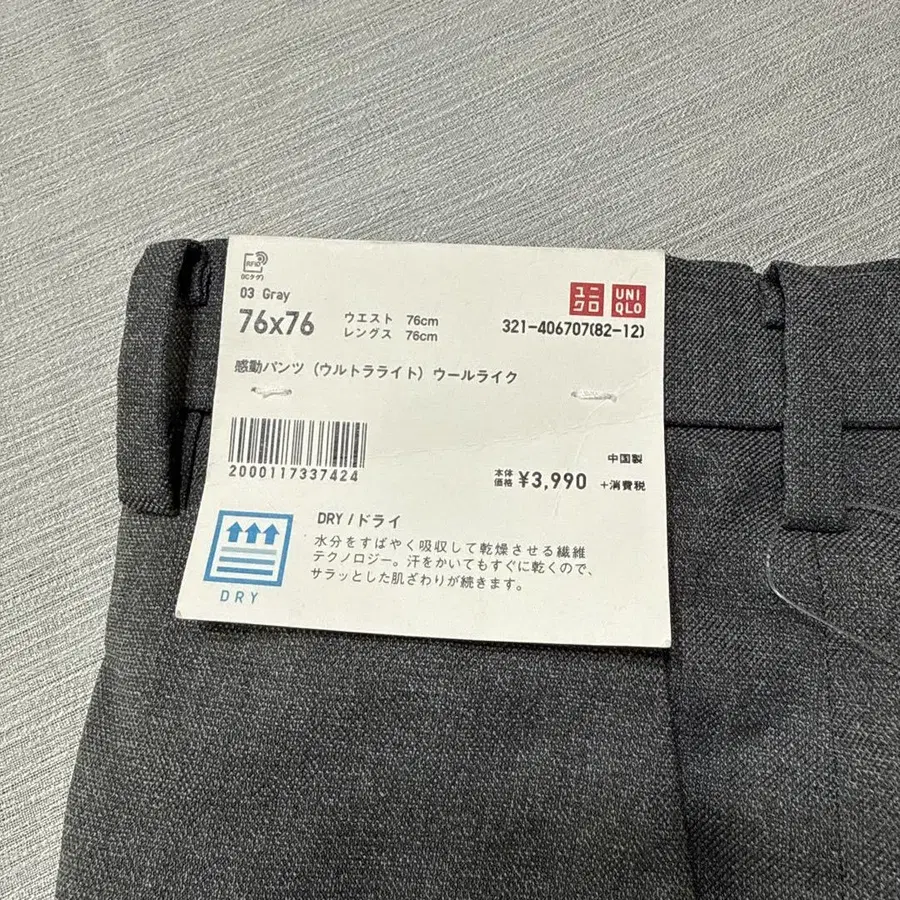 RFID
(ICタグ)
03 Gray
76x76
ウエスト 76cm
レングス 76cm
ユニ
クロ
UNI
QLO
321-406707(82-12)
感動パンツ (ウルトラライト) ウールライク
2000117337424
中国製
本体
価格 ¥3,990 +消費税
DRY
DRY/ドライ
水分をすばやく吸収して乾燥させる繊維
テクノロジー。汗をかいてもすぐに乾くので、
サラッとした肌ざわりが続きます。